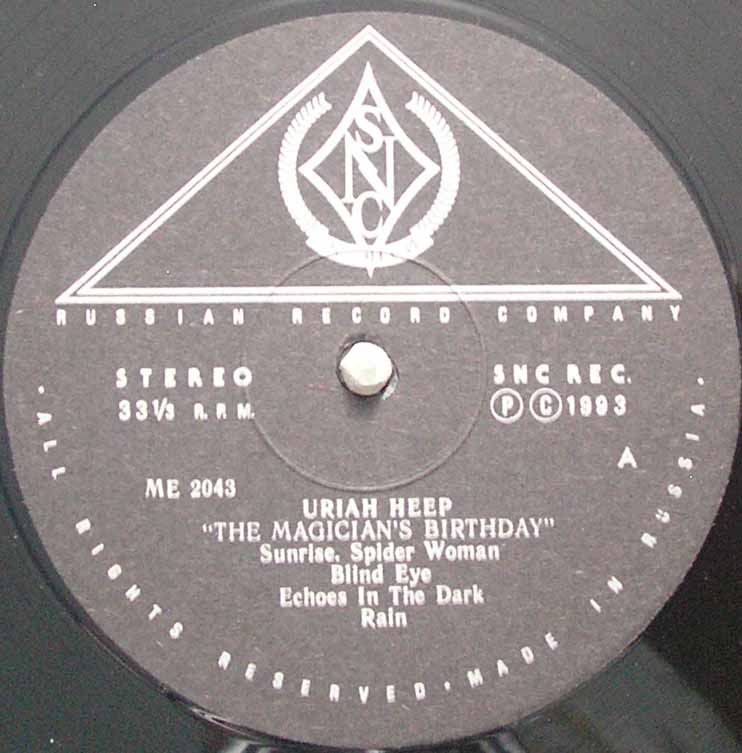 SNC
RUSSIAN RECORD COMPANY
STEREO
33⅓ R.P.M.
SNC REC.
Ⓟ Ⓒ 1993
A
ME 2043
URIAH HEEP
"THE MAGICIAN'S BIRTHDAY"
Sunrise. Spider Woman
Blind Eye
Echoes In The Dark
Rain
· ALL RIGHTS RESERVED · MADE IN RUSSIA ·